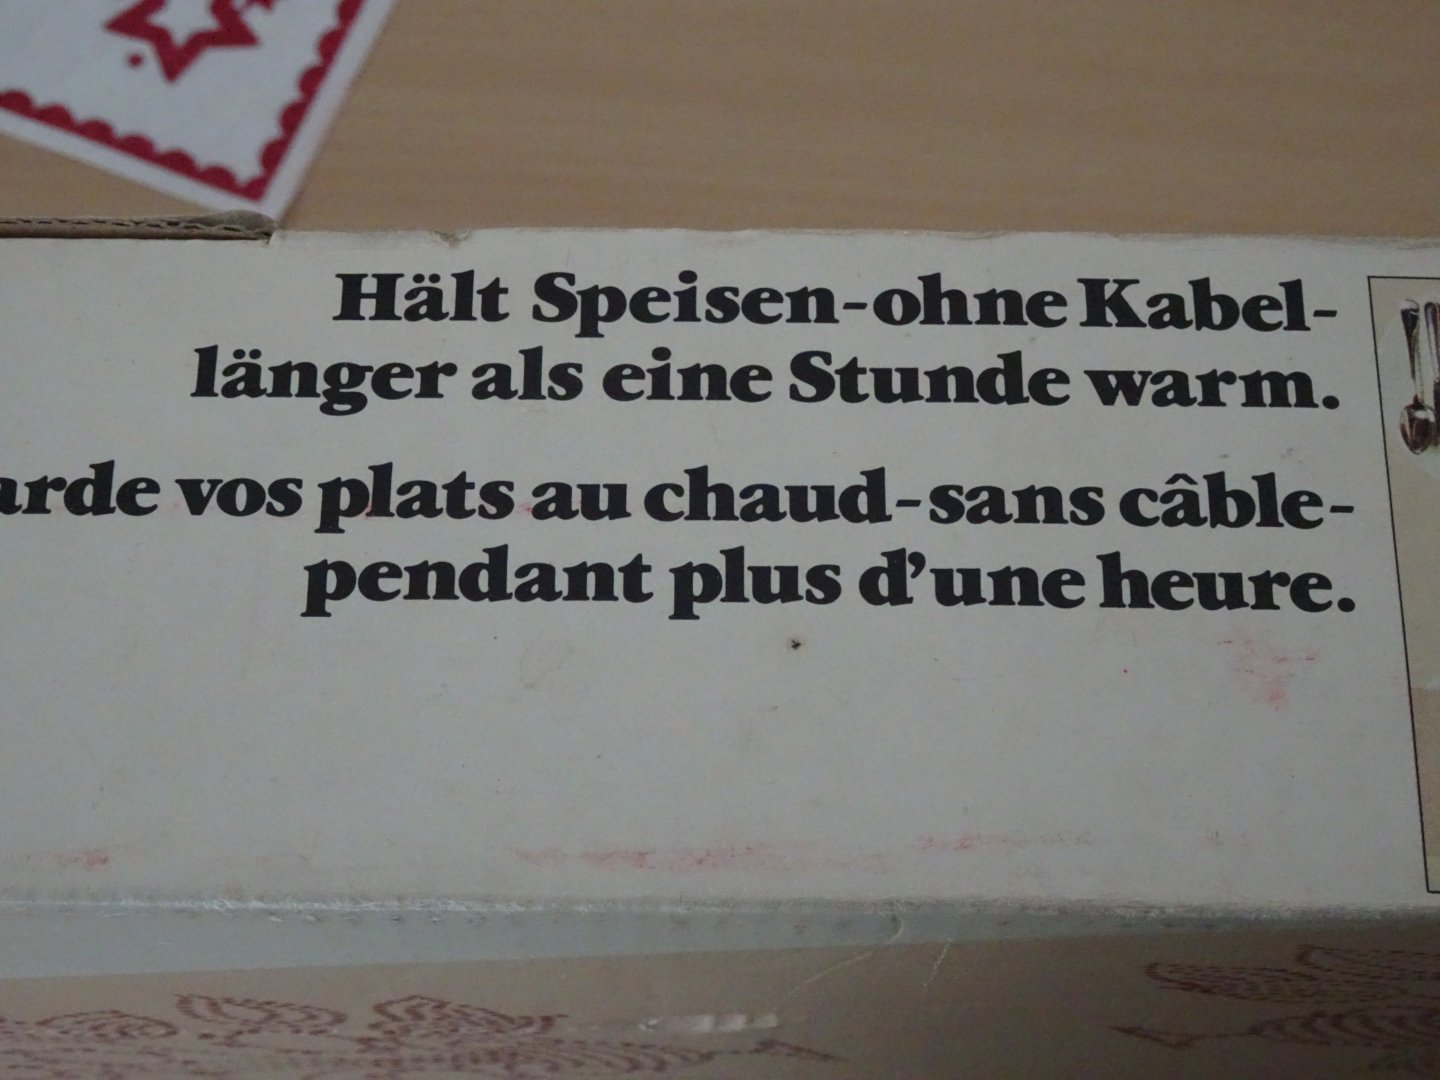 Hält Speisen-ohne Kabel-
länger als eine Stunde warm.
arde vos plats au chaud-sans câble-
pendant plus d'une heure.